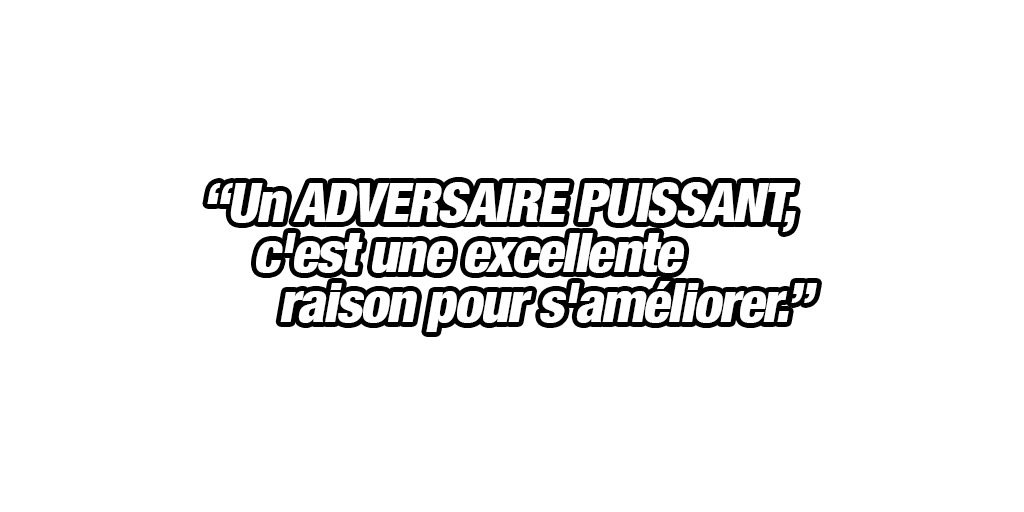 “Un ADVERSAIRE PUISSANT,
c'est une excellente
raison pour s'améliorer.”